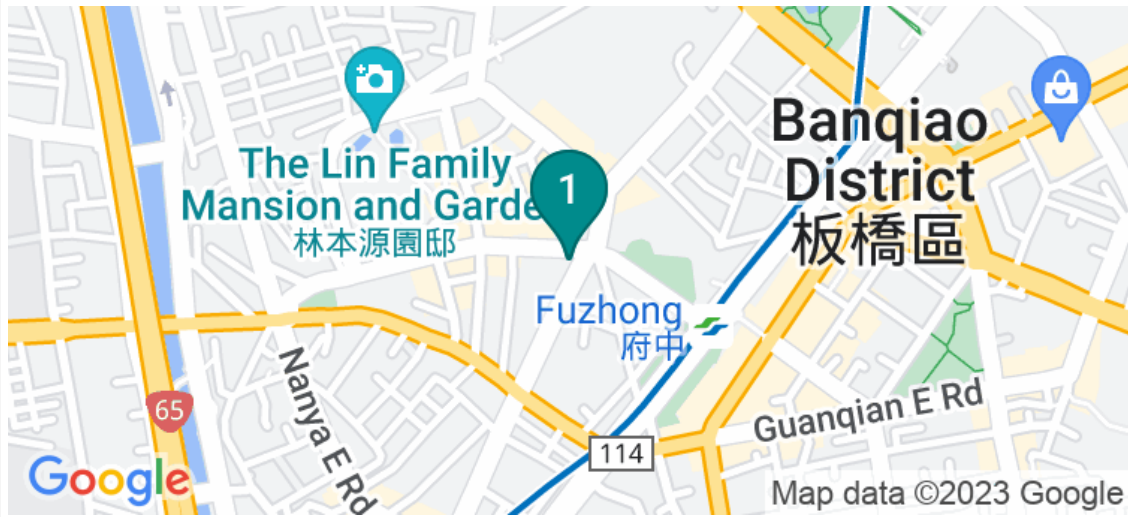 The Lin Family
Mansion and Garde
林本源園邸
1
Banqiao
District
板橋區
Fuzhong
府中
Nanya E Rd
65
114
Guanqian E Rd
Google
Map data ©2023 Google